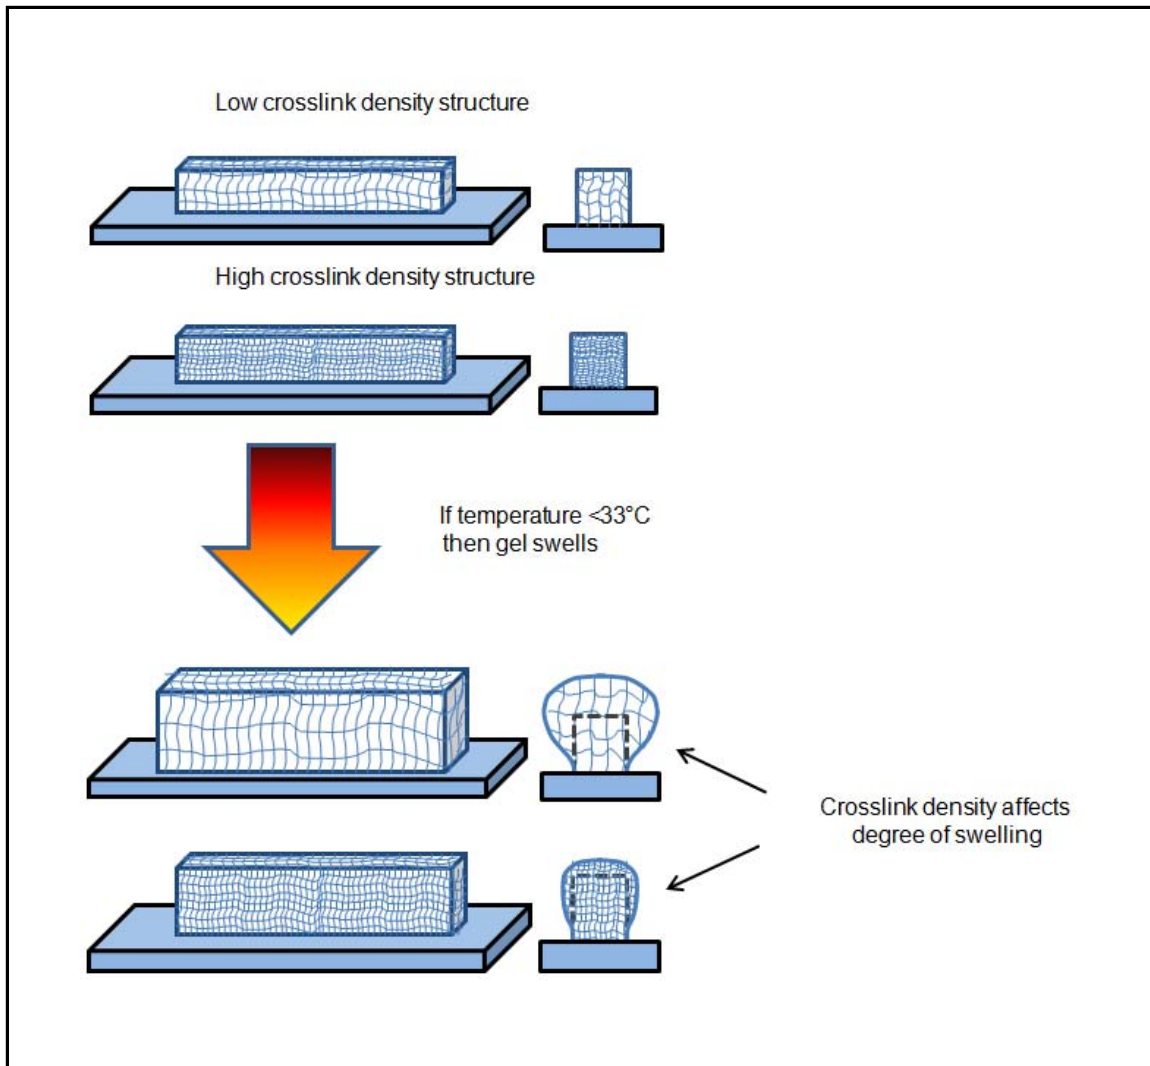 Low crosslink density structure
High crosslink density structure
If temperature <33°C
then gel swells
Crosslink density affects
degree of swelling